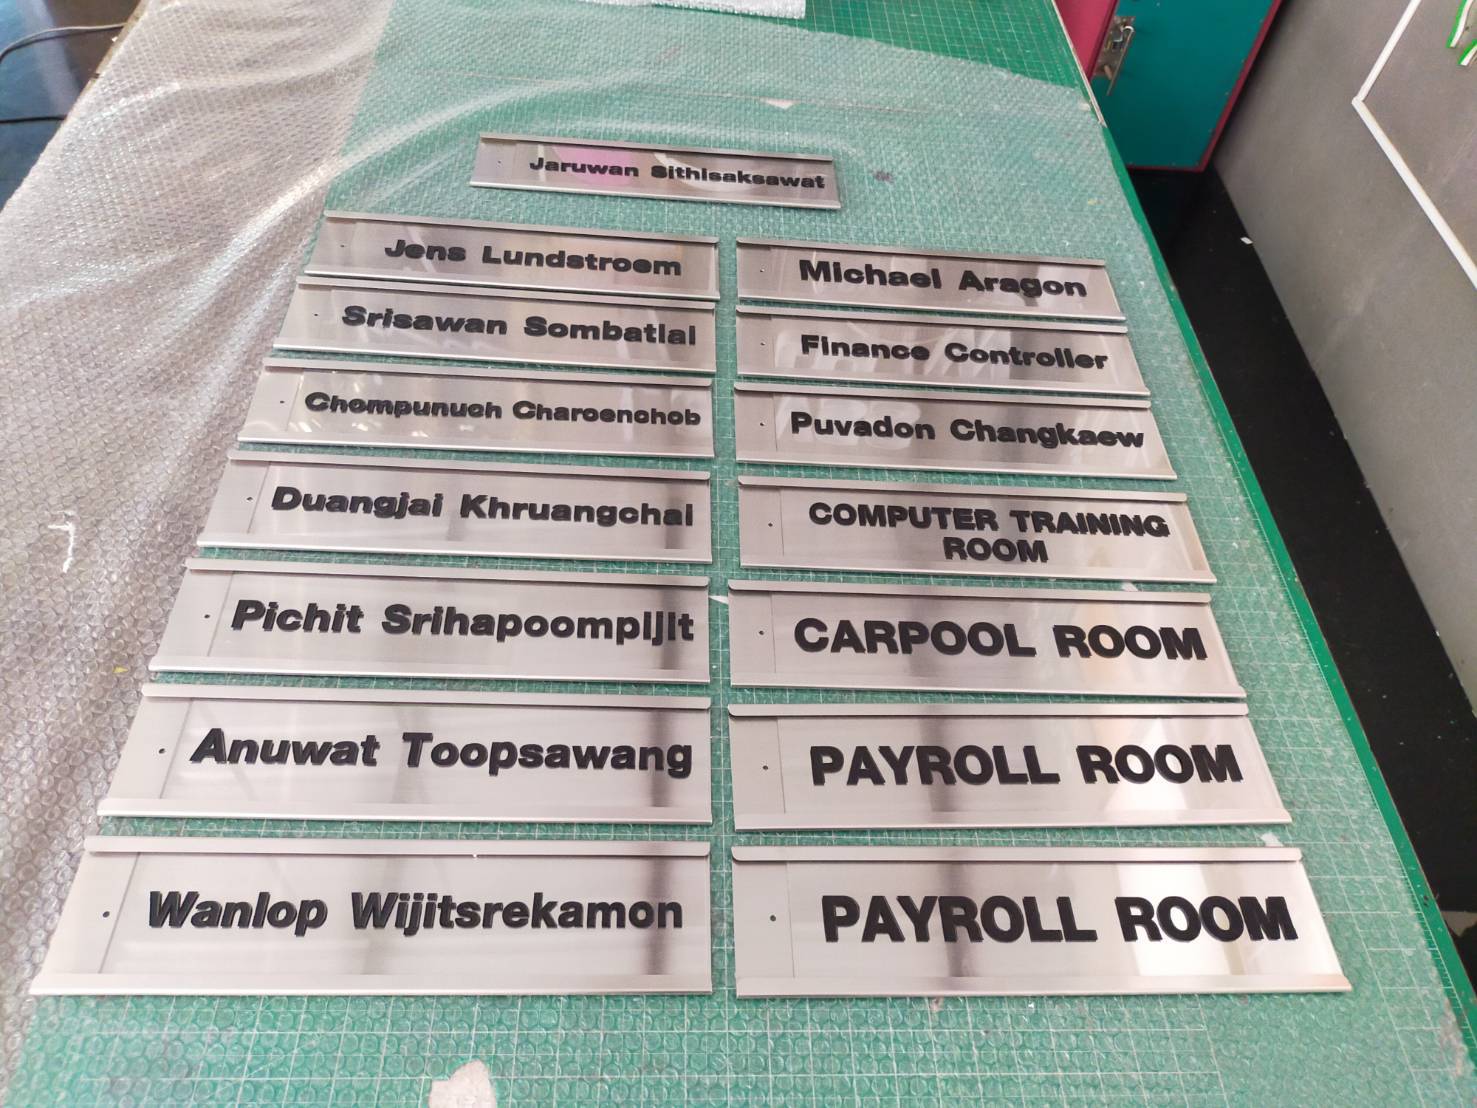 Jaruwan Sithisaksawat
Jens Lundstroem
Srisawan Sombatlai
Chompunuch Charoenchob
Duangjai Khruangchai
Pichit Srihapoompijit
Anuwat Toopsawang
Wanlop Wijitsrekamon
Michael Aragon
Finance Controller
Puvadon Changkaew
COMPUTER TRAINING
ROOM
CARPOOL ROOM
PAYROLL ROOM
PAYROLL ROOM